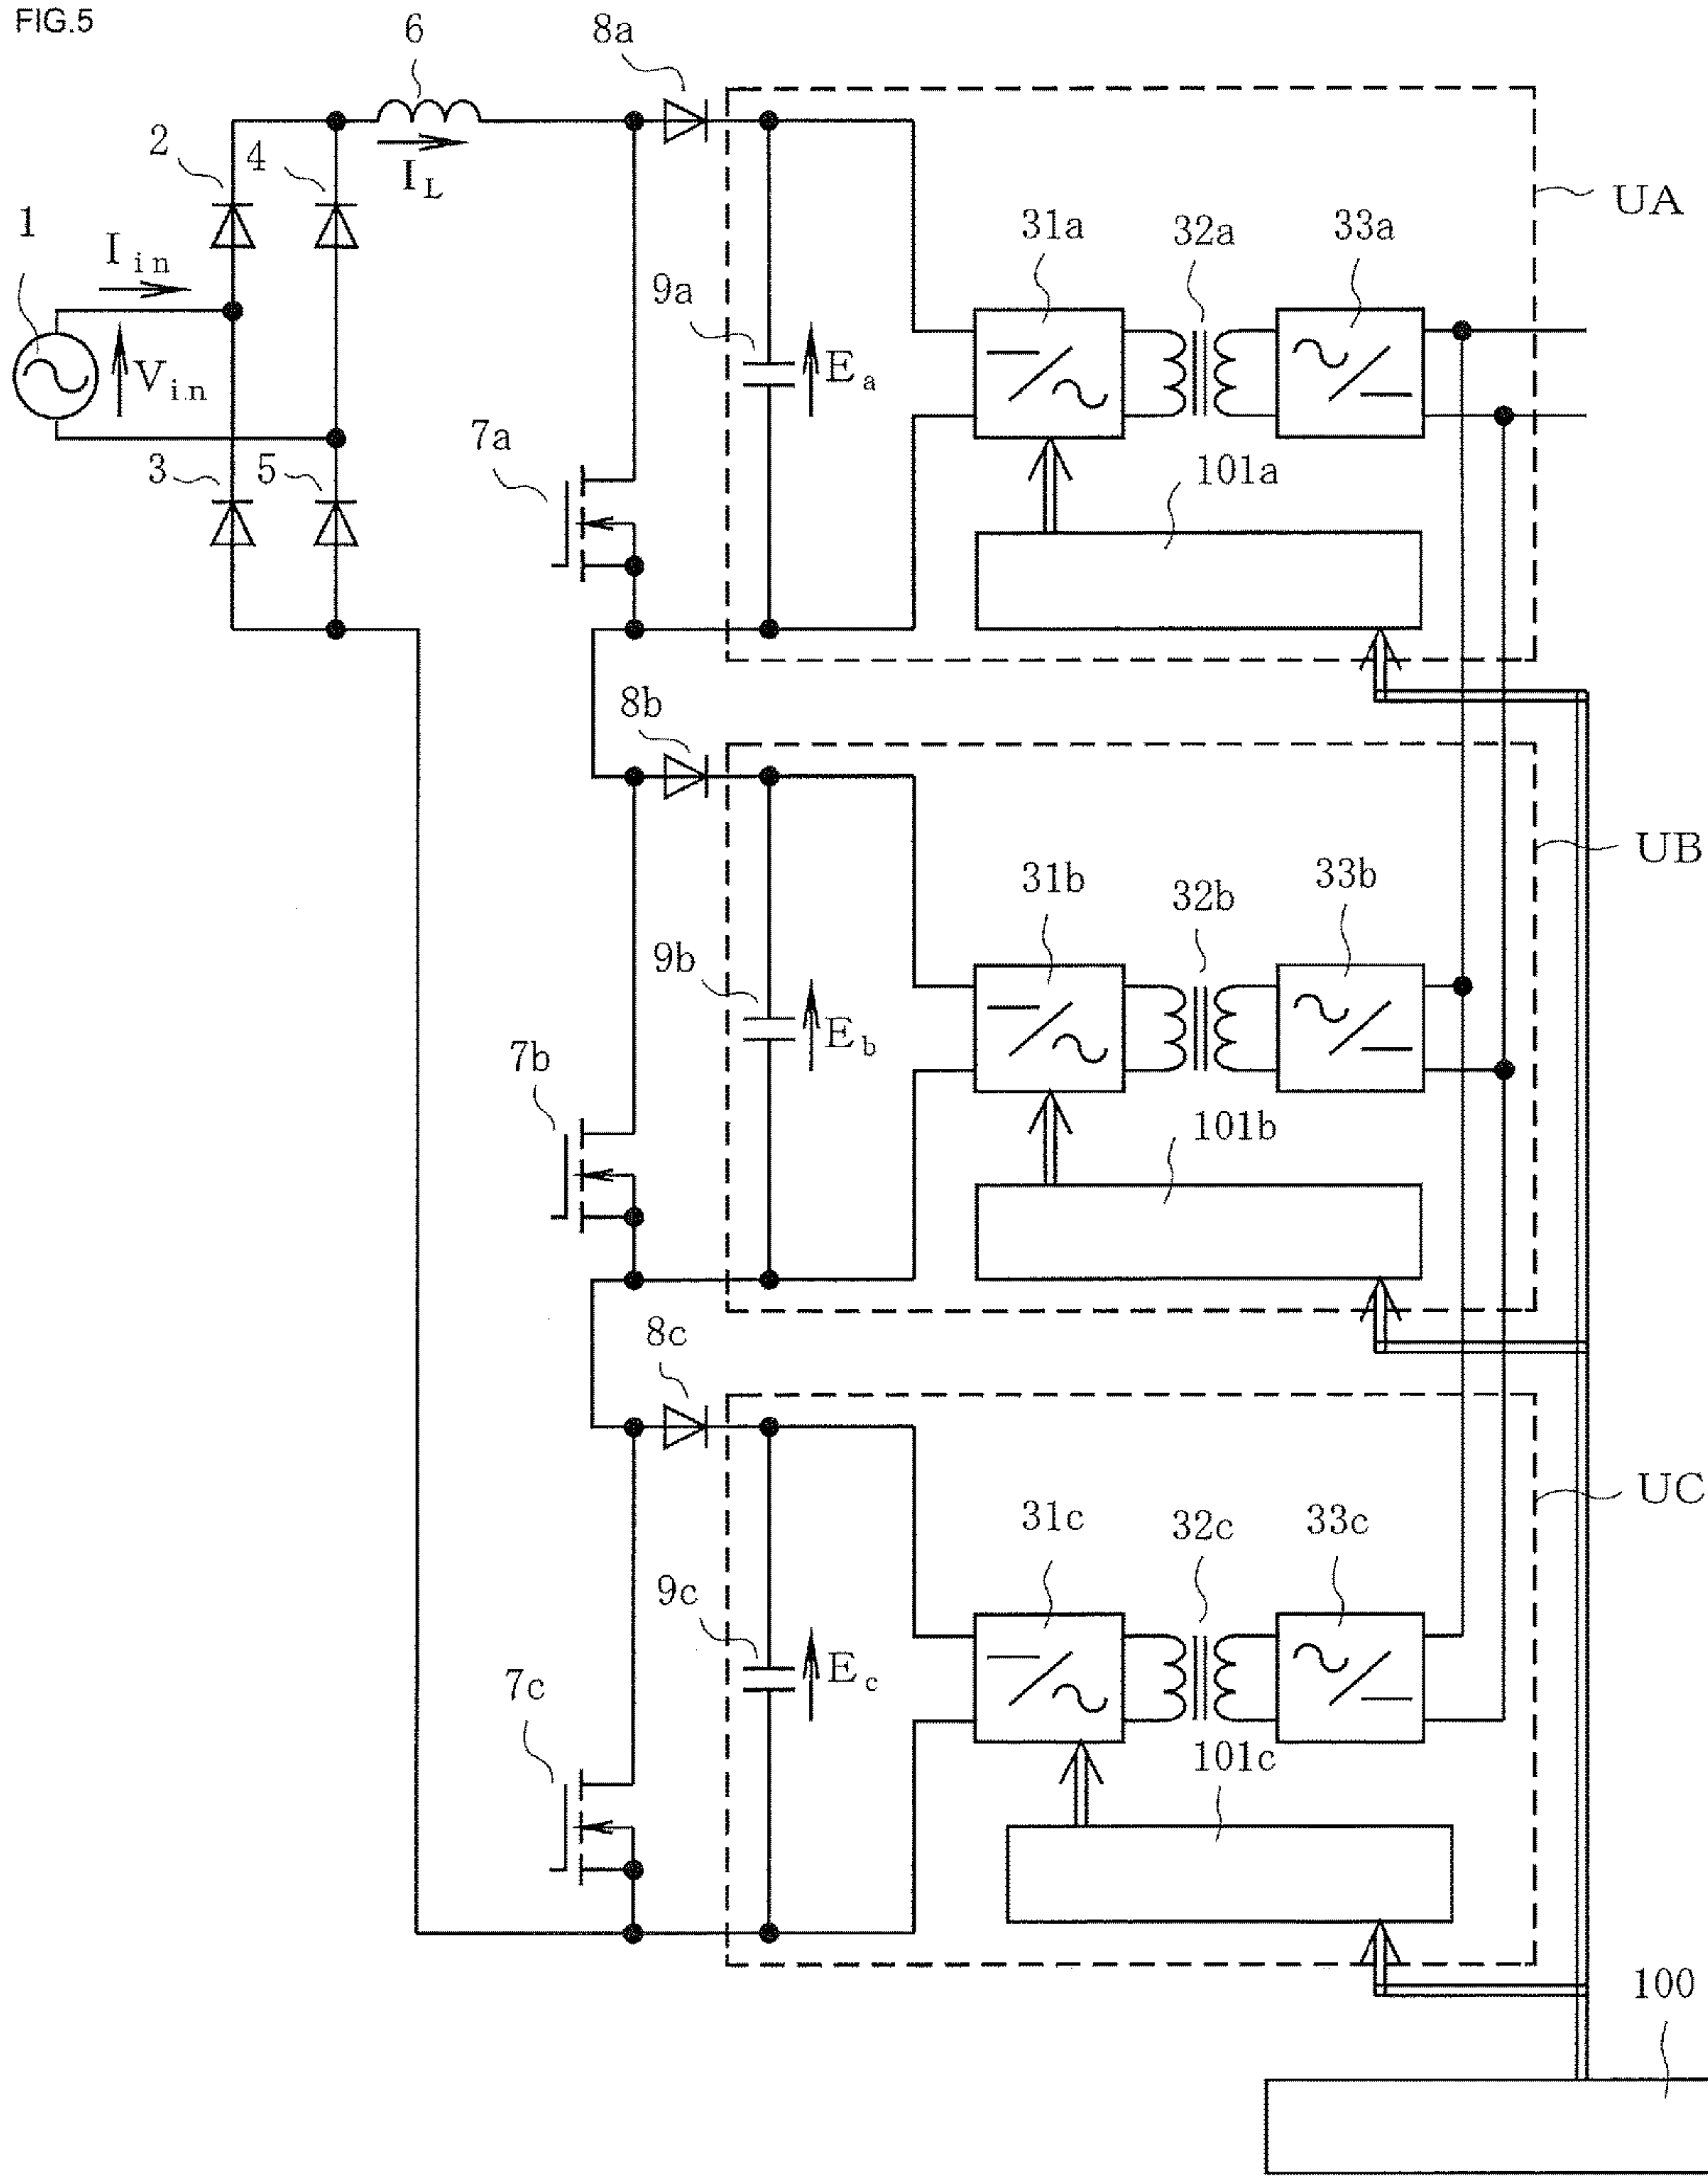 FIG.5
6
8a
2
4
I L
UA
1
I in
31a
32a
33a
9a
V in
E a
7a
3
5
101a
8b
UB
31b
32b
33b
9b
E b
7b
101b
8c
UC
31c
32c
33c
9c
E c
7c
101c
100